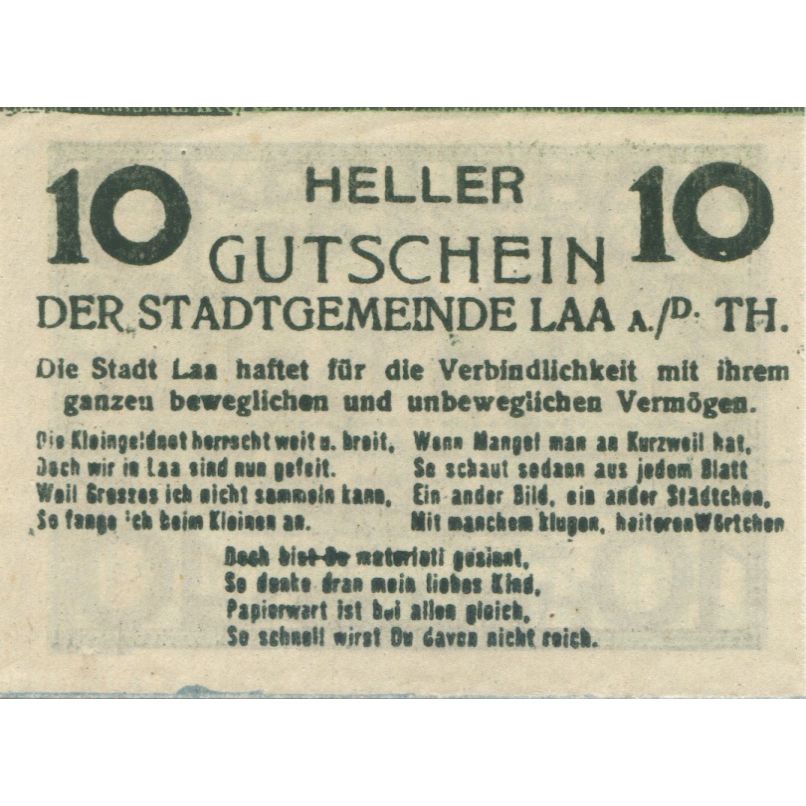 10 HELLER 10
GUTSCHEIN
DER STADTGEMEINDE LAA A./D. TH.
Die Stadt Laa haftet für die Verbindlichkeit mit ihrem
ganzen beweglichen und unbeweglichen Vermögen.
Die Kleingeldnot herrscht weit u. breit,
Doch wir in Laa sind nun gefeit.
Weil Grosses ich nicht sammeln kann,
So fange ich beim Kleinen an.
Wenn Mangel man an Kurzweil hat,
So schaut sodann aus jedem Blatt
Ein ander Bild, ein ander Städtchen,
Mit manchem klugen, heiteren Wörtchen
Doch bist Du materiell gesinnt,
So denke dran mein liebes Kind,
Papierwert ist bei allen gleich,
So schnell wirst Du davon nicht reich.